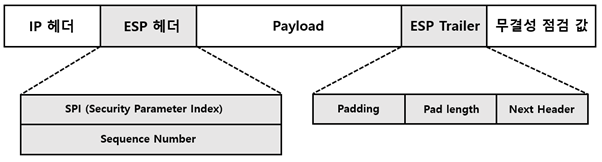 IP 헤더
ESP 헤더
Payload
ESP Trailer
무결성 점검 값
SPI (Security Parameter Index)
Sequence Number
Padding
Pad length
Next Header